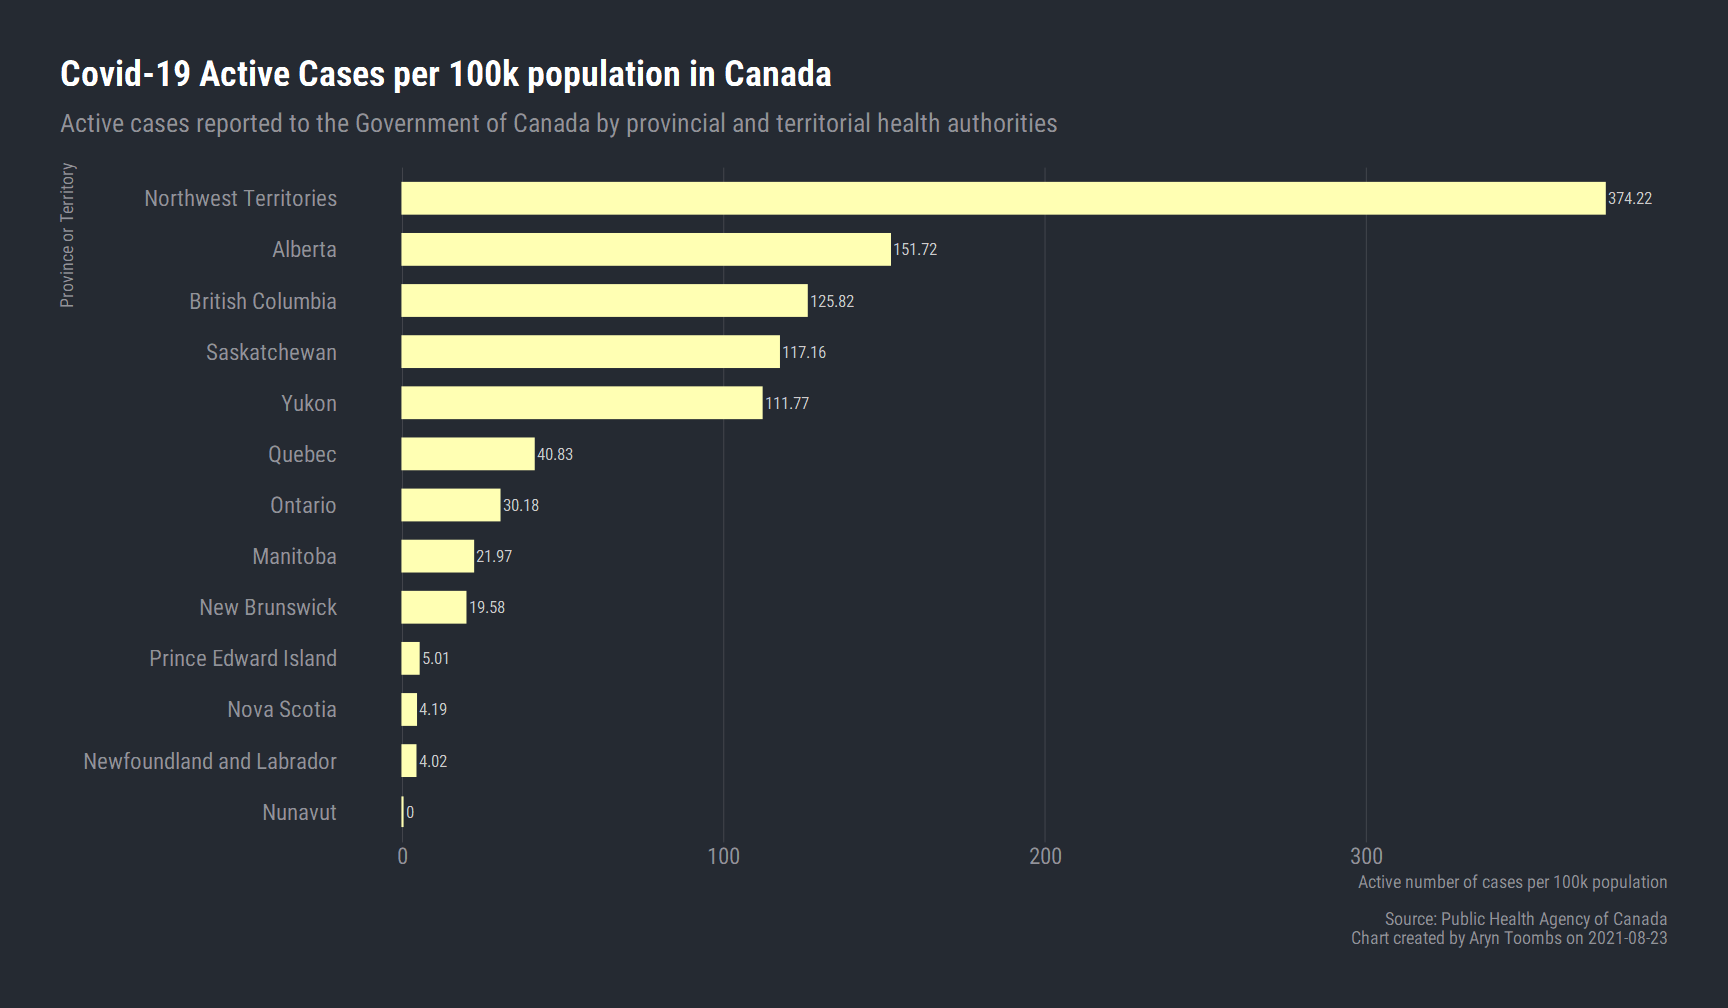 Covid-19 Active Cases per 100k population in Canada
Active cases reported to the Government of Canada by provincial and territorial health authorities
Province or Territory
Northwest Territories 374.22
Alberta 151.72
British Columbia 125.82
Saskatchewan 117.16
Yukon 111.77
Quebec 40.83
Ontario 30.18
Manitoba 21.97
New Brunswick 19.58
Prince Edward Island 5.01
Nova Scotia 4.19
Newfoundland and Labrador 4.02
Nunavut 0
0 100 200 300
Active number of cases per 100k population
Source: Public Health Agency of Canada
Chart created by Aryn Toombs on 2021-08-23